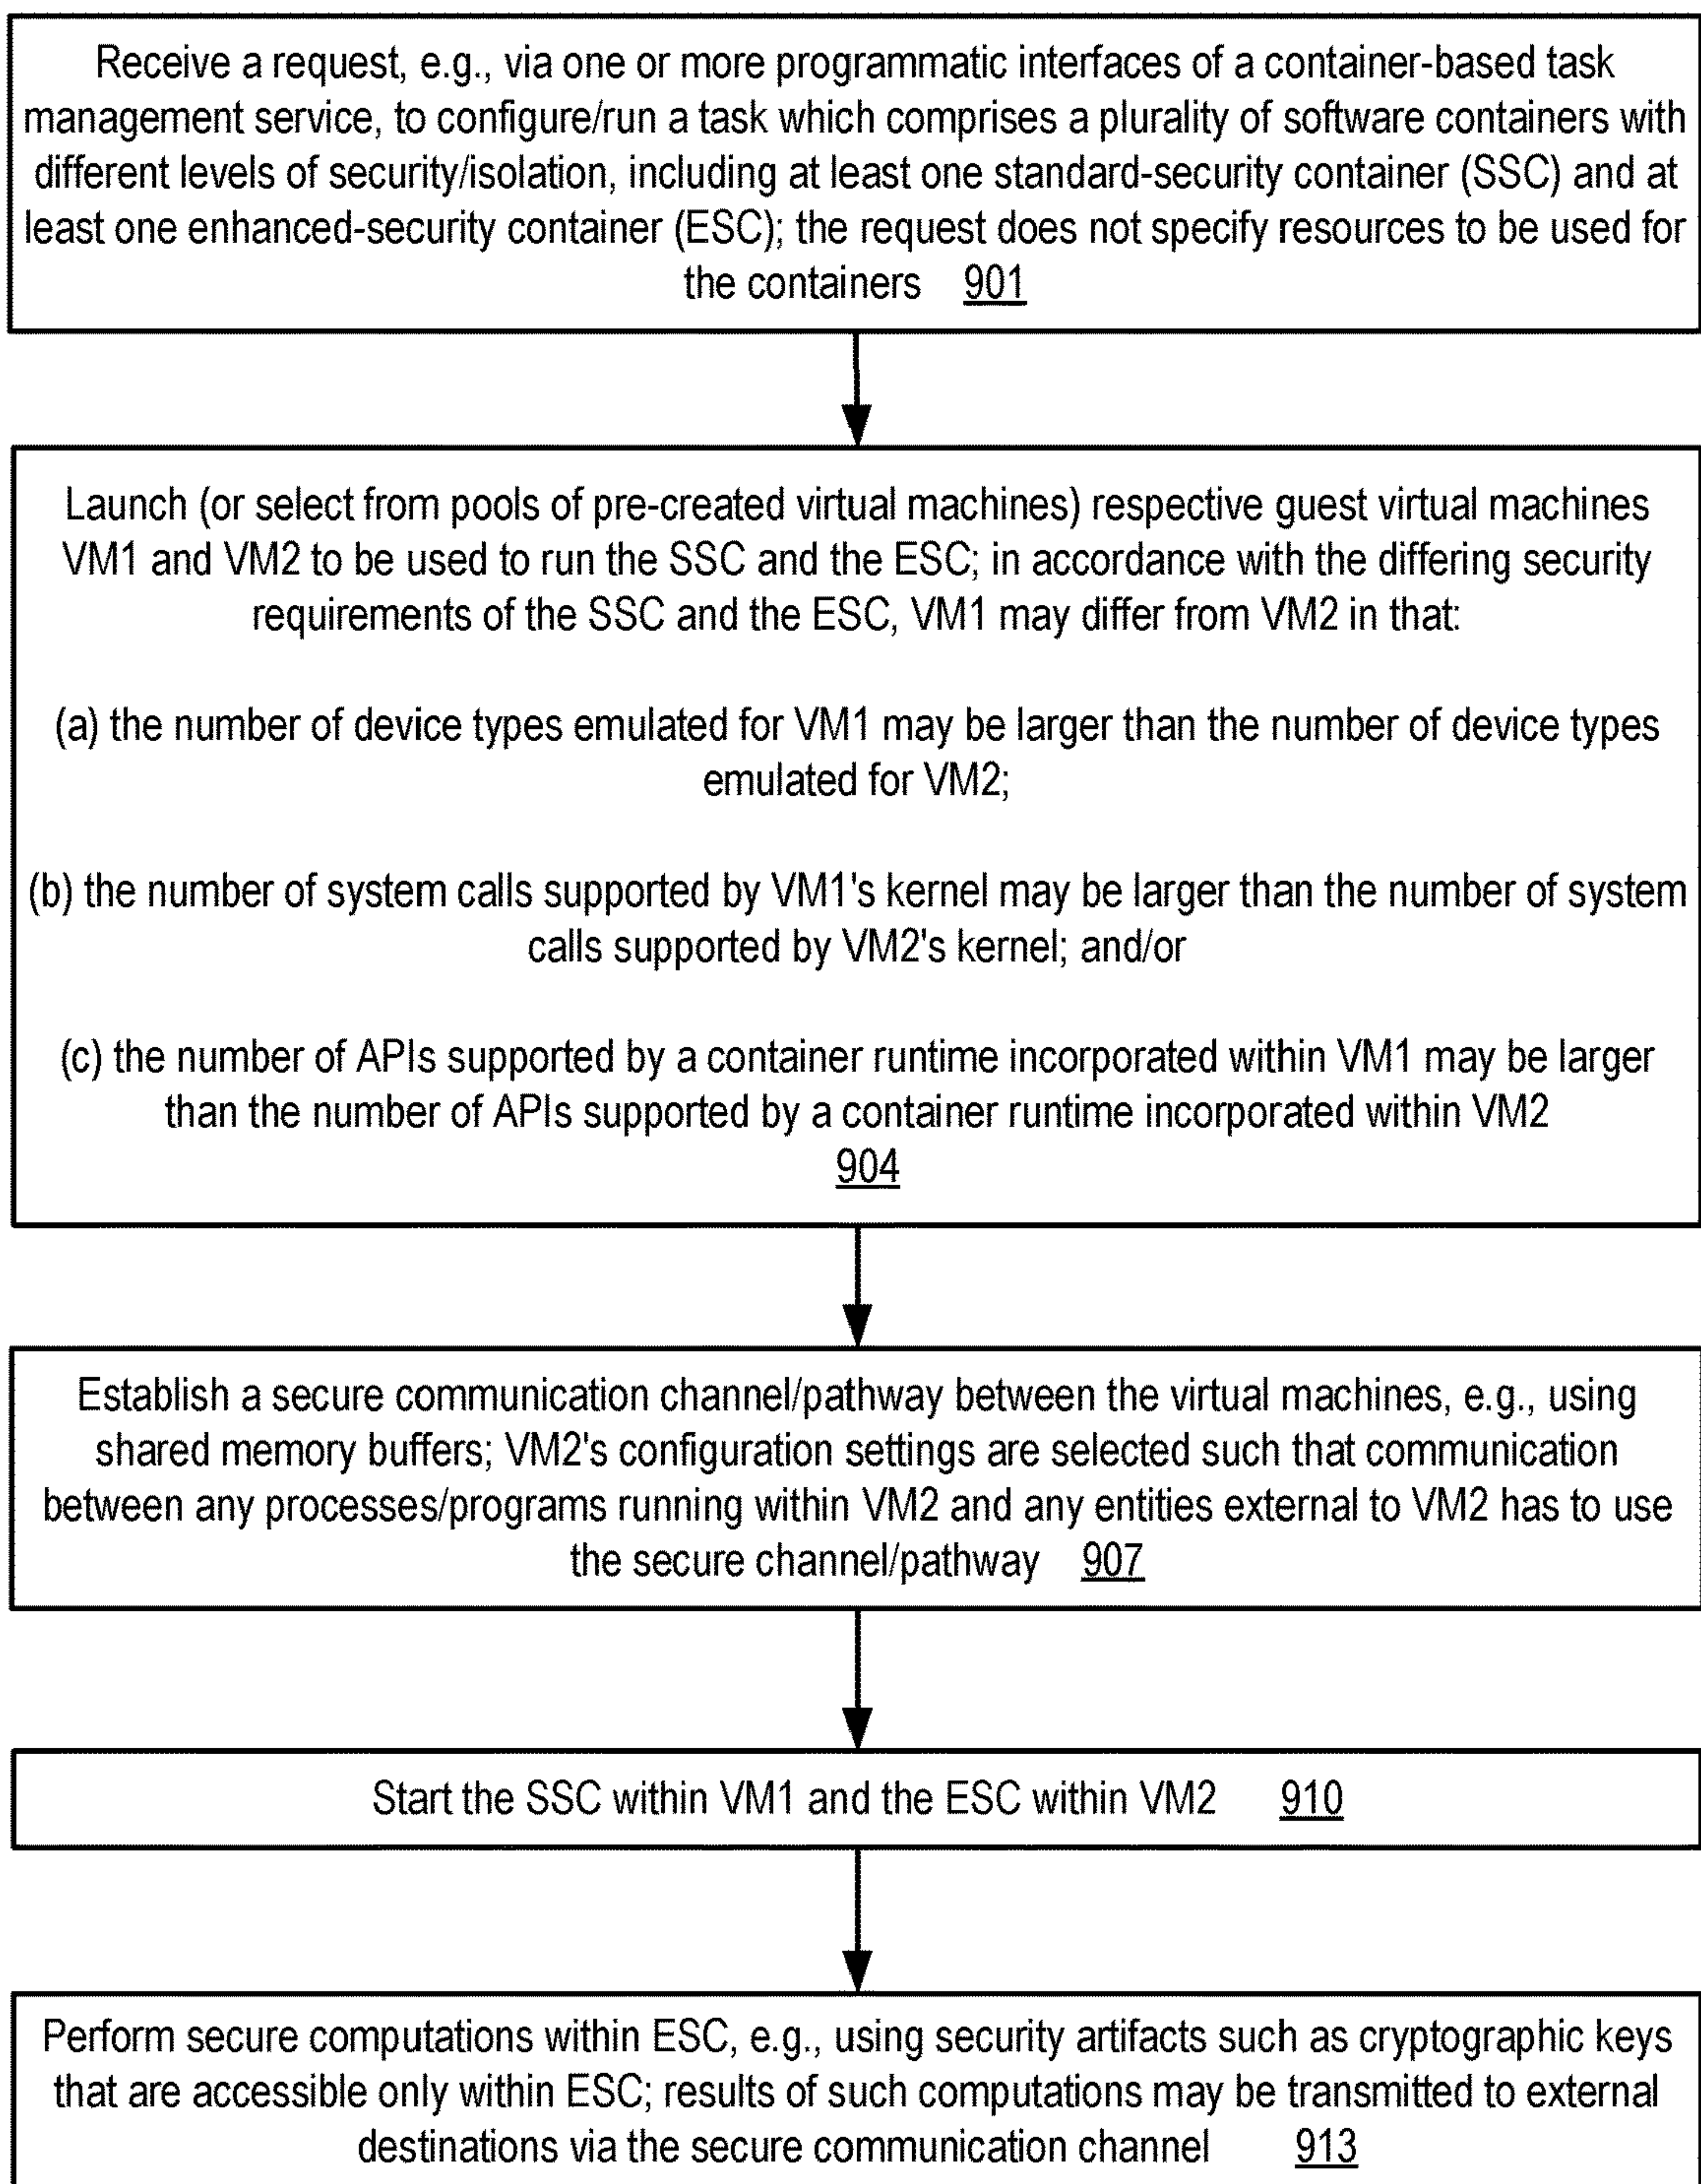 Receive a request, e.g., via one or more programmatic interfaces of a container-based task
management service, to configure/run a task which comprises a plurality of software containers with
different levels of security/isolation, including at least one standard-security container (SSC) and at
least one enhanced-security container (ESC); the request does not specify resources to be used for
the containers 901
Launch (or select from pools of pre-created virtual machines) respective guest virtual machines
VM1 and VM2 to be used to run the SSC and the ESC; in accordance with the differing security
requirements of the SSC and the ESC, VM1 may differ from VM2 in that:
(a) the number of device types emulated for VM1 may be larger than the number of device types
emulated for VM2;
(b) the number of system calls supported by VM1's kernel may be larger than the number of system
calls supported by VM2's kernel; and/or
(c) the number of APIs supported by a container runtime incorporated within VM1 may be larger
than the number of APIs supported by a container runtime incorporated within VM2
904
Establish a secure communication channel/pathway between the virtual machines, e.g., using
shared memory buffers; VM2's configuration settings are selected such that communication
between any processes/programs running within VM2 and any entities external to VM2 has to use
the secure channel/pathway 907
Start the SSC within VM1 and the ESC within VM2 910
Perform secure computations within ESC, e.g., using security artifacts such as cryptographic keys
that are accessible only within ESC; results of such computations may be transmitted to external
destinations via the secure communication channel 913